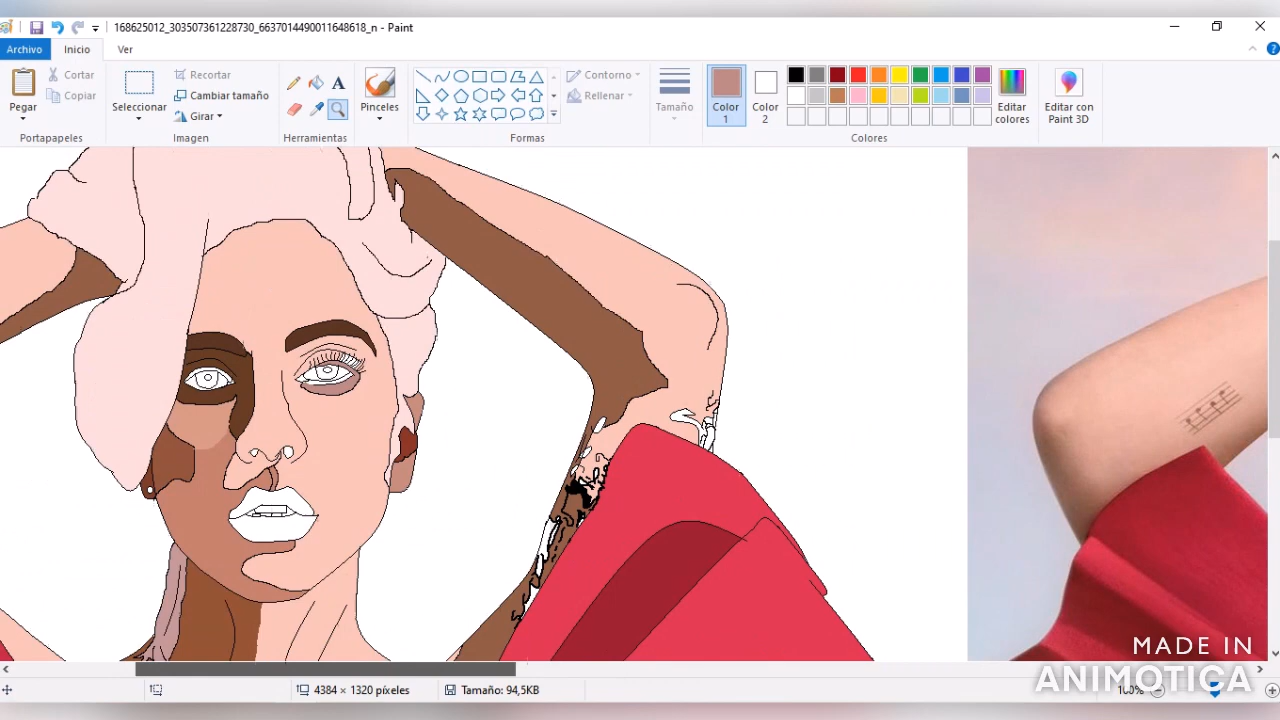 168625012_303507361228730_6637014490011648618_n - Paint
Archivo Inicio Ver
Pegar Cortar Copiar Portapapeles
Seleccionar Recortar Cambiar tamaño Girar Imagen
A Herramientas
Pinceles
Contorno Rellenar Formas
Tamaño
Color 1
Color 2
Editar colores Colores
Editar con Paint 3D
MADE IN
ANIMOTICA
4384 × 1320 píxeles Tamaño: 94,5KB 100%